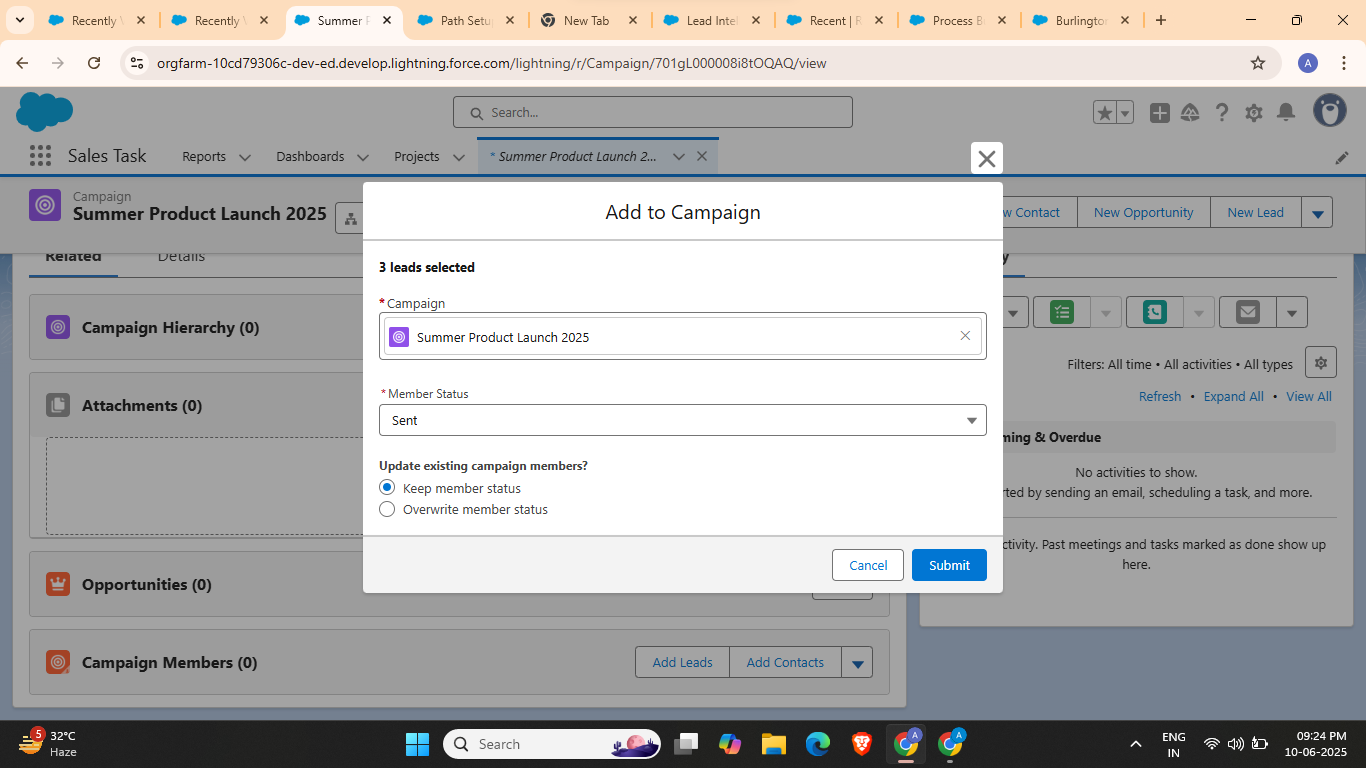 Recently V
Recently V
Summer P
Path Setu
New Tab
Lead Intel
Recent | R
Process B
Burlington
orgfarm-10cd79306c-dev-ed.develop.lightning.force.com/lightning/r/Campaign/701gL000008i8tOQAQ/view
A
Search...
Sales Task
Reports
Dashboards
Projects
* Summer Product Launch 2...
Campaign
Summer Product Launch 2025
w Contact
New Opportunity
New Lead
Related
Details
y
Add to Campaign
3 leads selected
*Campaign
Summer Product Launch 2025
*Member Status
Sent
Update existing campaign members?
Keep member status
Overwrite member status
Cancel
Submit
Campaign Hierarchy (0)
Attachments (0)
Opportunities (0)
Campaign Members (0)
Add Leads
Add Contacts
Filters: All time • All activities • All types
Refresh • Expand All • View All
ming & Overdue
No activities to show.
rted by sending an email, scheduling a task, and more.
ctivity. Past meetings and tasks marked as done show up
here.
5
32°C
Haze
Search
A
A
ENG
IN
09:24 PM
10-06-2025